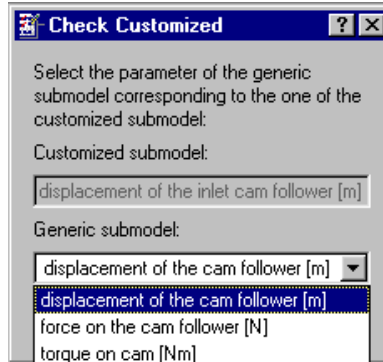 Check Customized
Select the parameter of the generic
submodel corresponding to the one of the
customized submodel:
Customized submodel:
displacement of the inlet cam follower [m]
Generic submodel:
displacement of the cam follower [m]
displacement of the cam follower [m]
force on the cam follower [N]
torque on cam [Nm]